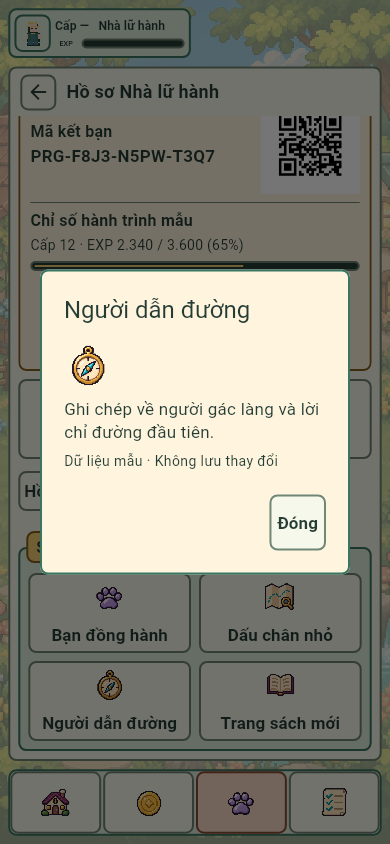 Cấp — Nhà lữ hành
EXP
Hồ sơ Nhà lữ hành
Mã kết bạn
PRG-F8J3-N5PW-T3Q7
Chỉ số hành trình mẫu
Cấp 12 · EXP 2.340 / 3.600 (65%)
Người dẫn đường
Ghi chép về người gác làng và lời
chỉ đường đầu tiên.
Dữ liệu mẫu · Không lưu thay đổi
Đóng
Bạn đồng hành
Dấu chân nhỏ
Người dẫn đường
Trang sách mới